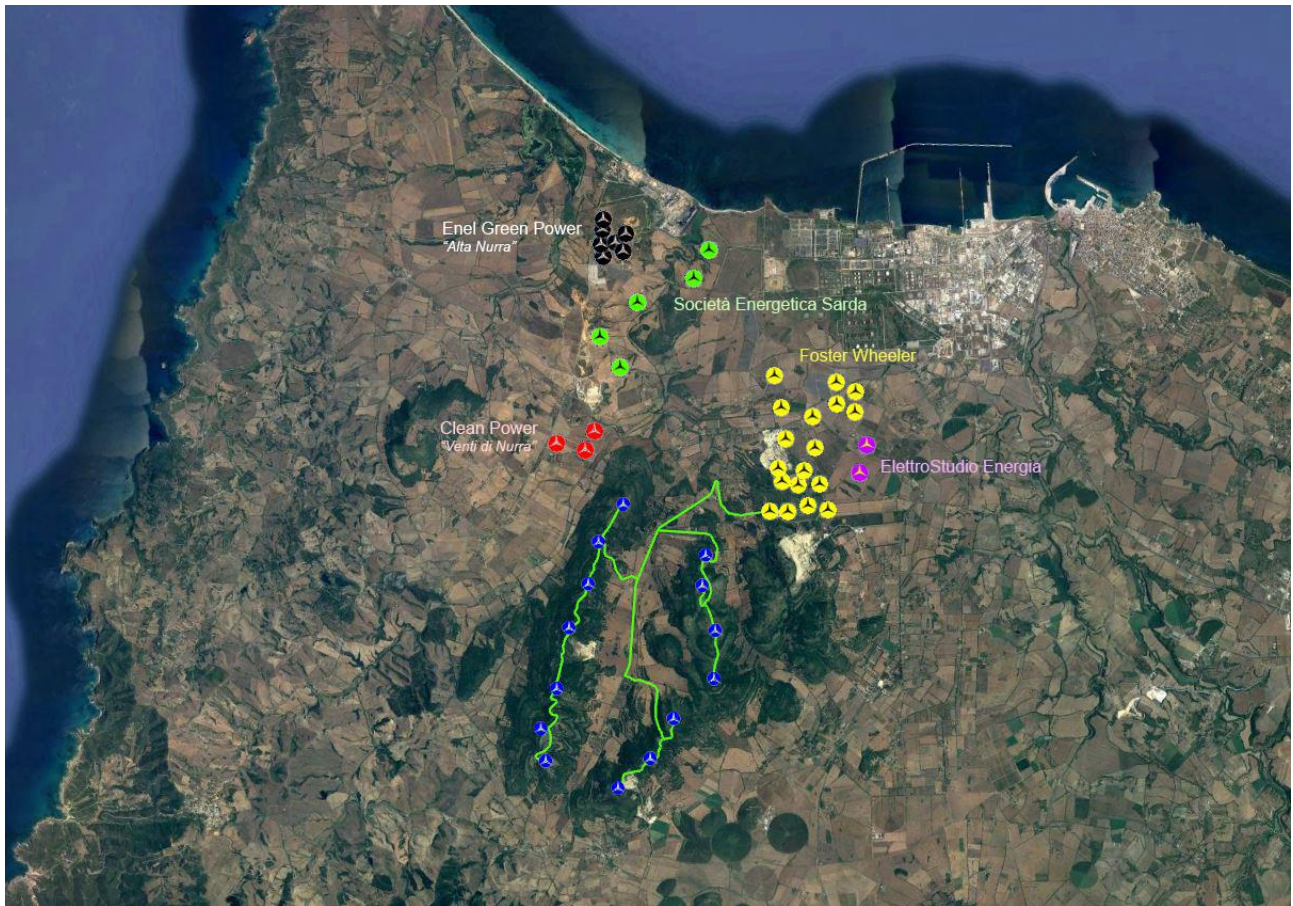 Enel Green Power
"Alta Nurra"
Società Energetica Sarda
Foster Wheeler
Clean Power
"Venti di Nurra"
ElettroStudio Energia